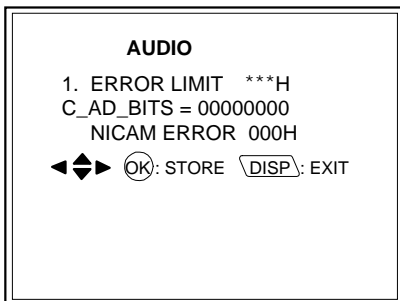 AUDIO
1. ERROR LIMIT ***H
C_AD_BITS = 00000000
NICAM ERROR 000H
◄▲▼► OK: STORE DISP: EXIT